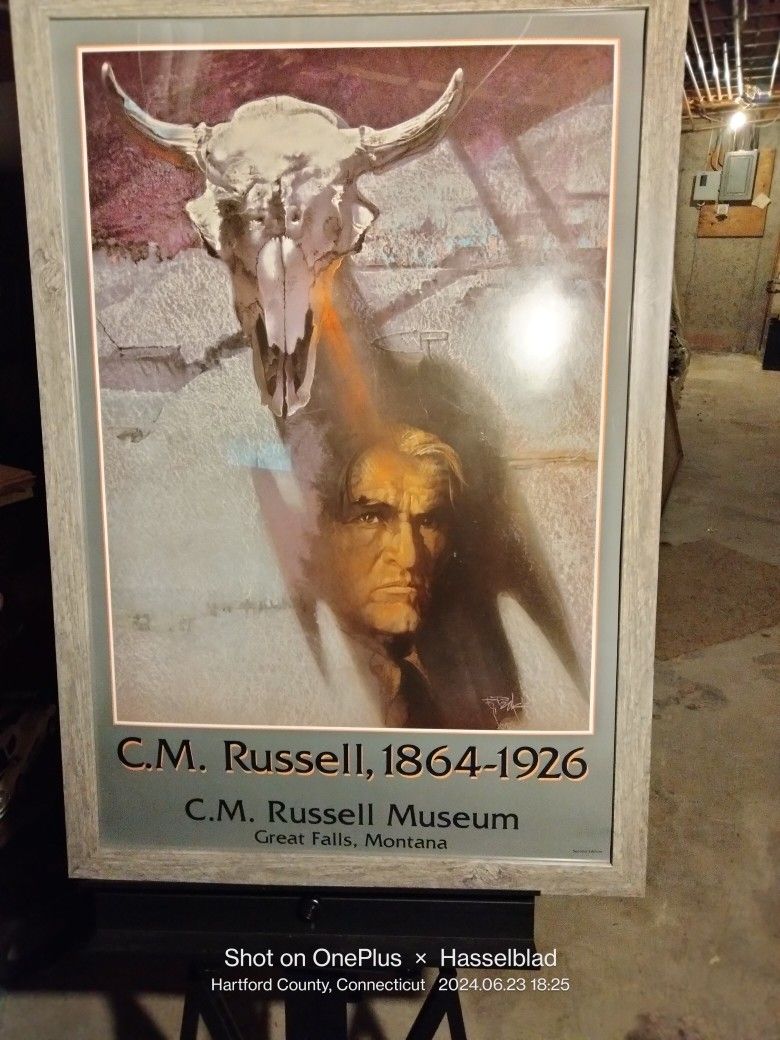 C.M. Russell, 1864-1926
C.M. Russell Museum
Great Falls, Montana
Shot on OnePlus × Hasselblad
Hartford County, Connecticut 2024.06.23 18:25